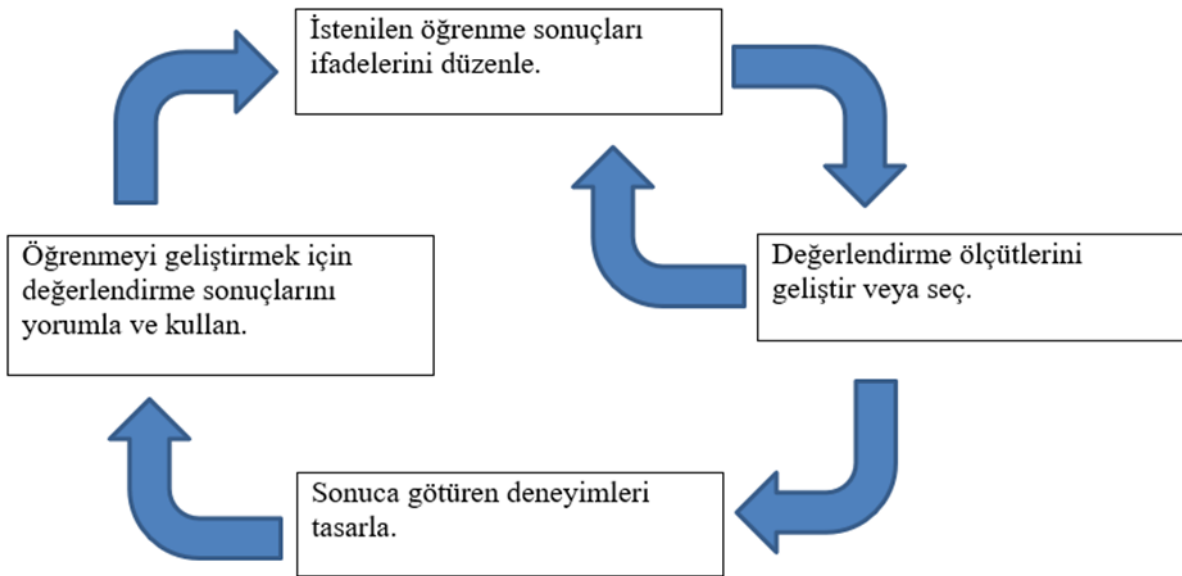 İstenilen öğrenme sonuçları
ifadelerini düzenle.
Değerlendirme ölçütlerini
geliştir veya seç.
Öğrenmeyi geliştirmek için
değerlendirme sonuçlarını
yorumla ve kullan.
Sonuca götüren deneyimleri
tasarla.